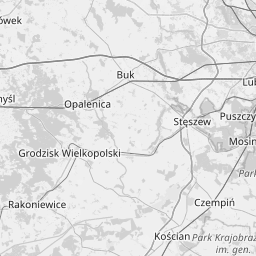 ówek
Buk
myśl
Opalenica
Lub
Stęszew
Puszczy
Mosin
Grodzisk Wielkopolski
Park
Rakoniewice
Czempiń
Kościan
Park Krajobraz
im. gen.